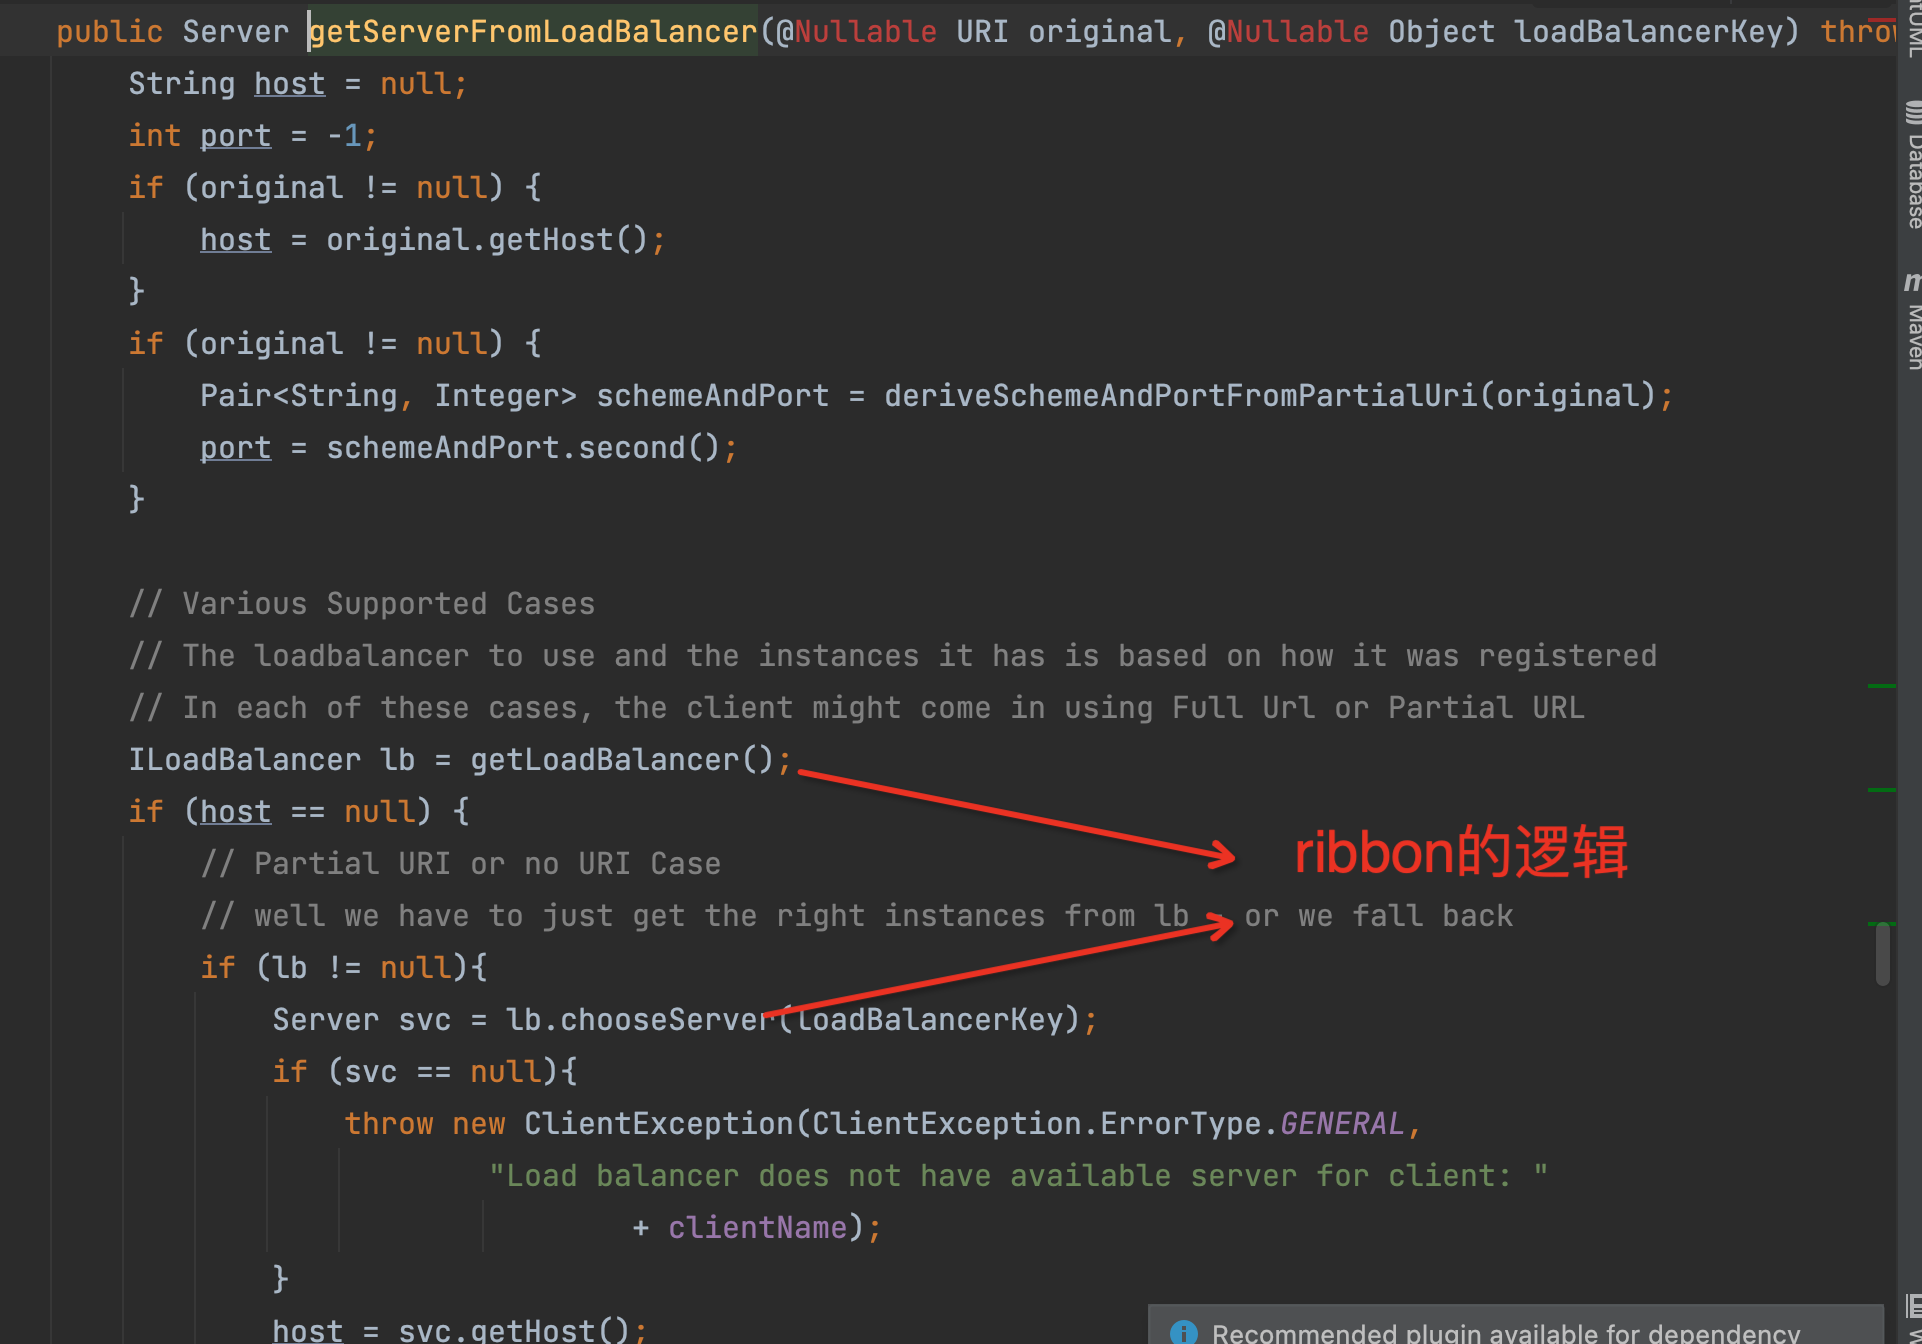 public Server getServerFromLoadBalancer(@Nullable URI original, @Nullable Object loadBalancerKey) throw
String host = null;
int port = -1;
if (original != null) {
host = original.getHost();
}
if (original != null) {
Pair<String, Integer> schemeAndPort = deriveSchemeAndPortFromPartialUri(original);
port = schemeAndPort.second();
}
// Various Supported Cases
// The loadbalancer to use and the instances it has is based on how it was registered
// In each of these cases, the client might come in using Full Url or Partial URL
ILoadBalancer lb = getLoadBalancer();
if (host == null) {
ribbon的逻辑
// Partial URI or no URI Case
// well we have to just get the right instances from lb - or we fall back
if (lb != null){
Server svc = lb.chooseServer(loadBalancerKey);
if (svc == null){
throw new ClientException(ClientException.ErrorType.GENERAL,
"Load balancer does not have available server for client: "
+ clientName);
}
host = svc.getHost();
Recommended plugin available for dependency
Database
Maven